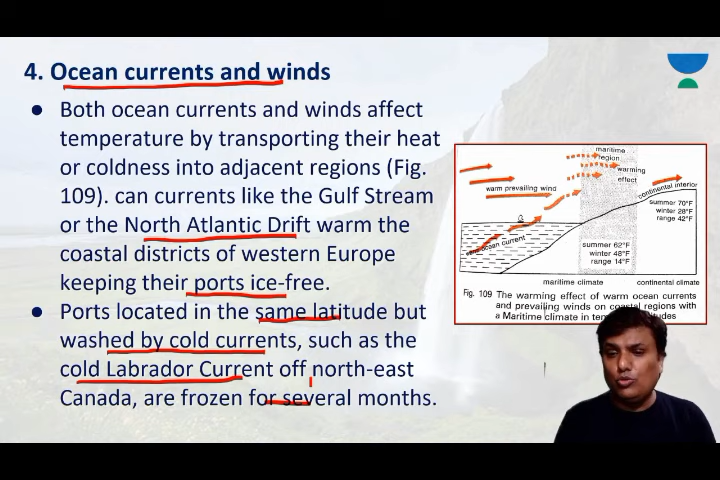 4. Ocean currents and winds
● Both ocean currents and winds affect
temperature by transporting their heat
or coldness into adjacent regions (Fig.
109). can currents like the Gulf Stream
or the North Atlantic Drift warm the
coastal districts of western Europe
keeping their ports ice-free.
● Ports located in the same latitude but
washed by cold currents, such as the
cold Labrador Current off north-east
Canada, are frozen for several months.
maritime
region
warming
effect
warm prevailing wind
continental interior
summer 70°F
winter 28°F
range 42°F
ocean current
summer 62°F
winter 48°F
range 14°F
maritime climate
continental climate
Fig. 109 The warming effect of warm ocean currents
and prevailing winds on coastal regions with
a Maritime climate in